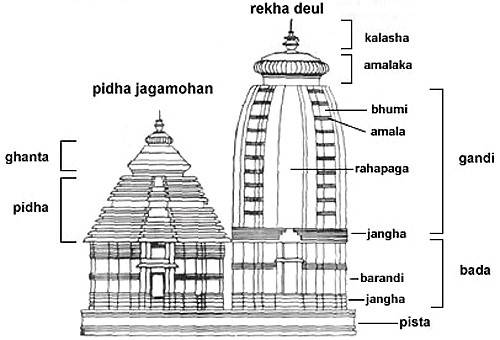 rekha deul
kalasha
amalaka
pidha jagamohan
bhumi
amala
ghanta
rahapaga
gandi
pidha
jangha
barandi
bada
jangha
pista